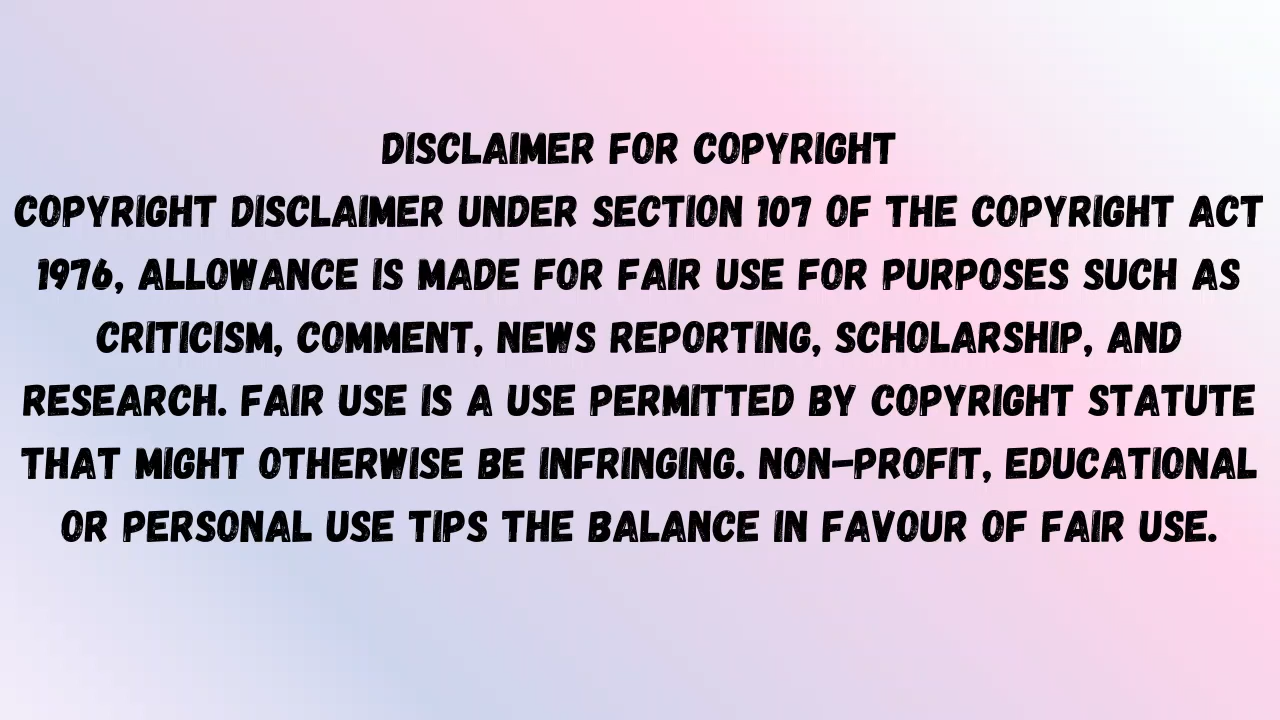 DISCLAIMER FOR COPYRIGHT
COPYRIGHT DISCLAIMER UNDER SECTION 107 OF THE COPYRIGHT ACT
1976, ALLOWANCE IS MADE FOR FAIR USE FOR PURPOSES SUCH AS
CRITICISM, COMMENT, NEWS REPORTING, SCHOLARSHIP, AND
RESEARCH. FAIR USE IS A USE PERMITTED BY COPYRIGHT STATUTE
THAT MIGHT OTHERWISE BE INFRINGING. NON-PROFIT, EDUCATIONAL
OR PERSONAL USE TIPS THE BALANCE IN FAVOUR OF FAIR USE.